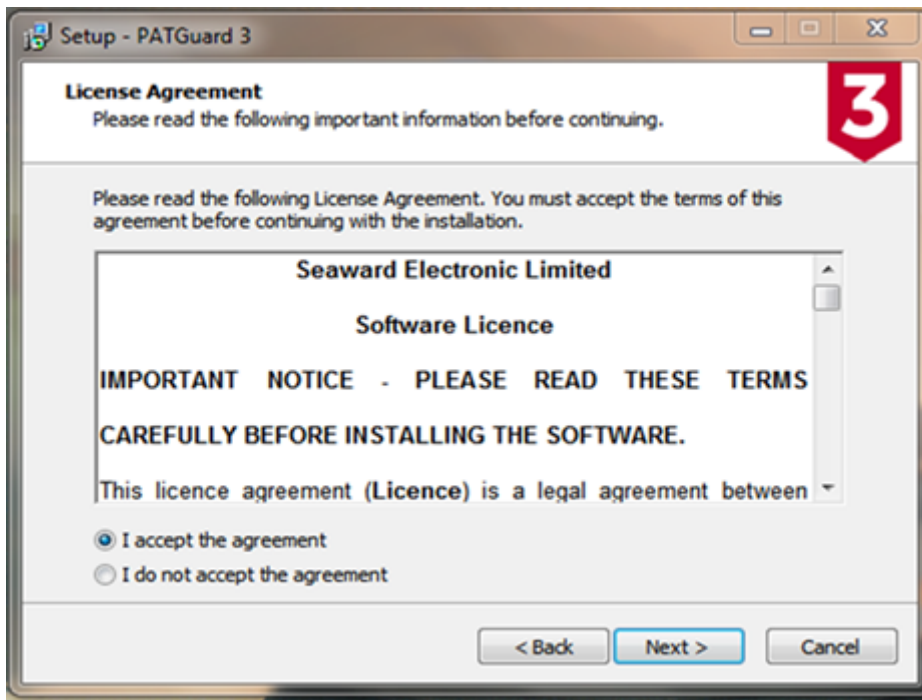 Setup - PATGuard 3
License Agreement
Please read the following important information before continuing.
3
Please read the following License Agreement. You must accept the terms of this
agreement before continuing with the installation.
Seaward Electronic Limited
Software Licence
IMPORTANT NOTICE - PLEASE READ THESE TERMS
CAREFULLY BEFORE INSTALLING THE SOFTWARE.
This licence agreement (Licence) is a legal agreement between
I accept the agreement
I do not accept the agreement
< Back Next > Cancel